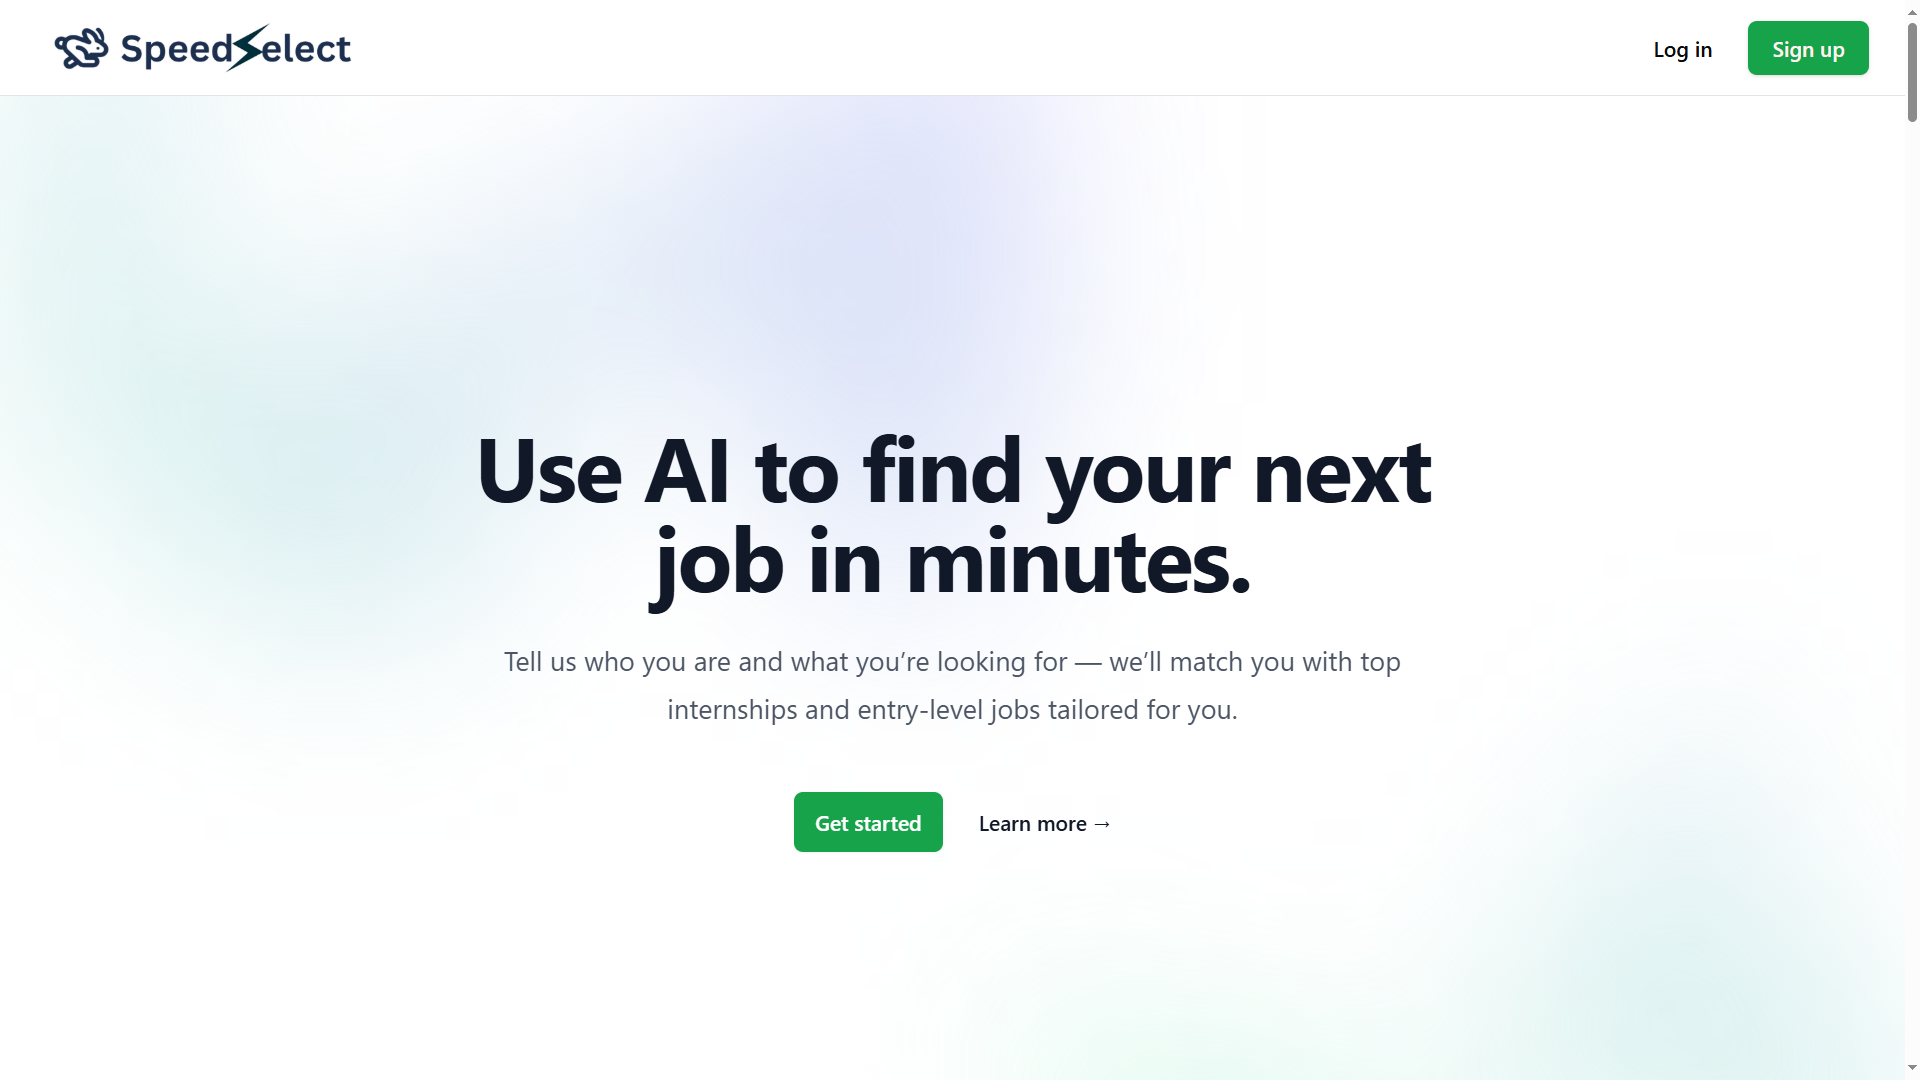 SpeedSelect
Log in
Sign up
Use AI to find your next
job in minutes.
Tell us who you are and what you’re looking for — we’ll match you with top
internships and entry-level jobs tailored for you.
Get started
Learn more →